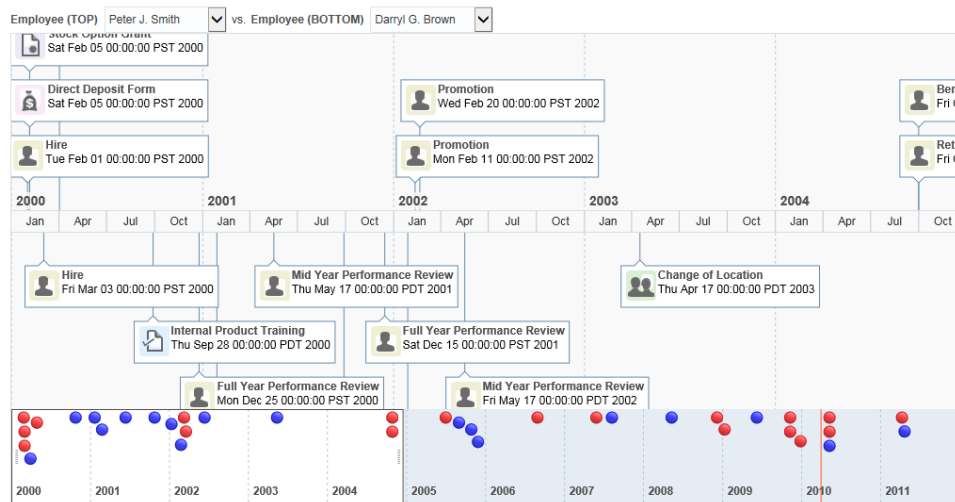 Employee (TOP) Peter J. Smith vs. Employee (BOTTOM) Darryl G. Brown
Stock Option Grant
Sat Feb 05 00:00:00 PST 2000
Direct Deposit Form
Sat Feb 05 00:00:00 PST 2000
Promotion
Wed Feb 20 00:00:00 PST 2002
Ben
Fri
Hire
Tue Feb 01 00:00:00 PST 2000
Promotion
Mon Feb 11 00:00:00 PST 2002
Ret
Fri
2000 2001 2002 2003 2004
Jan Apr Jul Oct Jan Apr Jul Oct Jan Apr Jul Oct Jan Apr Jul Oct Jan Apr Jul Oct
Hire
Fri Mar 03 00:00:00 PST 2000
Mid Year Performance Review
Thu May 17 00:00:00 PDT 2001
Change of Location
Thu Apr 17 00:00:00 PDT 2003
Internal Product Training
Thu Sep 28 00:00:00 PDT 2000
Full Year Performance Review
Sat Dec 15 00:00:00 PST 2001
Full Year Performance Review
Mon Dec 25 00:00:00 PST 2000
Mid Year Performance Review
Fri May 17 00:00:00 PDT 2002
2000 2001 2002 2003 2004 2005 2006 2007 2008 2009 2010 2011